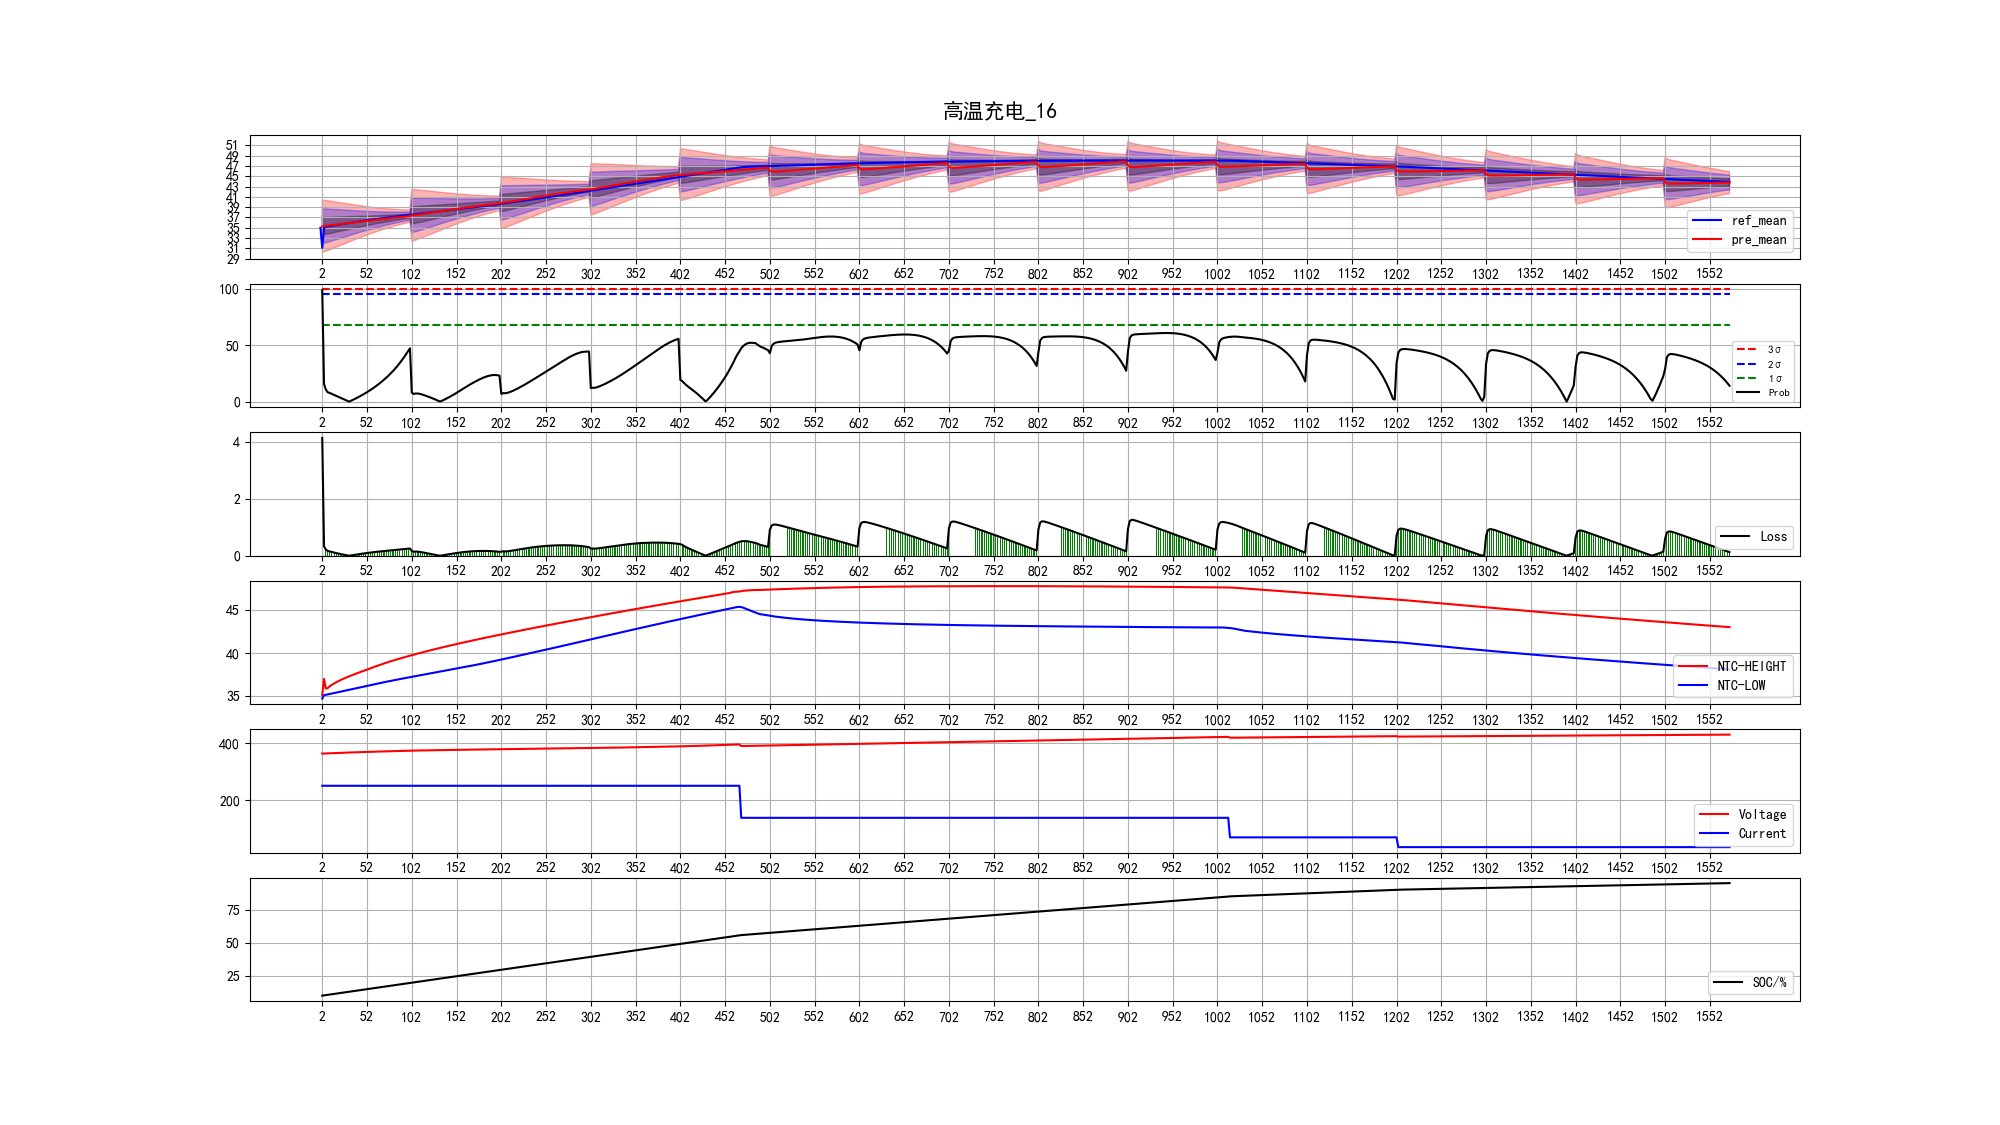 高温充电_16
51
49
47
45
43
41
39
37
35
33
31
29
ref_mean
pre_mean
2 52 102 152 202 252 302 352 402 452 502 552 602 652 702 752 802 852 902 952 1002 1052 1102 1152 1202 1252 1302 1352 1402 1452 1502 1552
100
50
0
3σ
2σ
1σ
Prob
2 52 102 152 202 252 302 352 402 452 502 552 602 652 702 752 802 852 902 952 1002 1052 1102 1152 1202 1252 1302 1352 1402 1452 1502 1552
4
2
0
Loss
2 52 102 152 202 252 302 352 402 452 502 552 602 652 702 752 802 852 902 952 1002 1052 1102 1152 1202 1252 1302 1352 1402 1452 1502 1552
45
40
35
NTC-HEIGHT
NTC-LOW
2 52 102 152 202 252 302 352 402 452 502 552 602 652 702 752 802 852 902 952 1002 1052 1102 1152 1202 1252 1302 1352 1402 1452 1502 1552
400
200
Voltage
Current
2 52 102 152 202 252 302 352 402 452 502 552 602 652 702 752 802 852 902 952 1002 1052 1102 1152 1202 1252 1302 1352 1402 1452 1502 1552
75
50
25
SOC/%
2 52 102 152 202 252 302 352 402 452 502 552 602 652 702 752 802 852 902 952 1002 1052 1102 1152 1202 1252 1302 1352 1402 1452 1502 1552